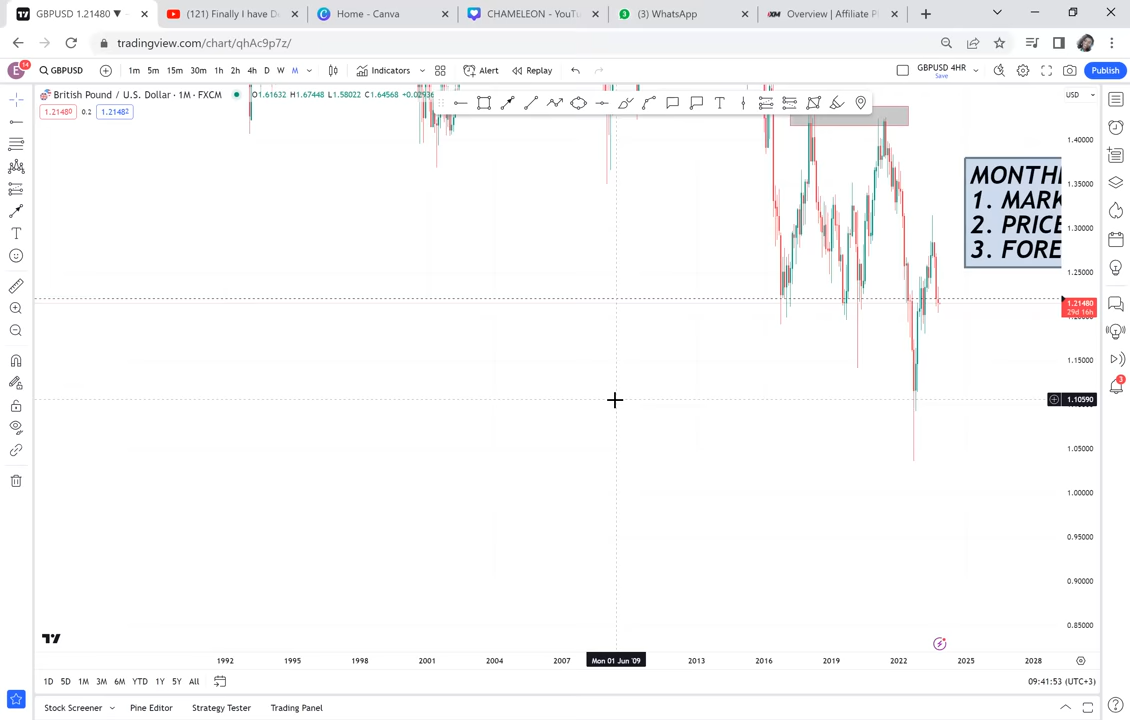 GBPUSD 1.21480 ▼
(121) Finally I have D
Home - Canva
CHAMELEON - YouTu
(3) WhatsApp
Overview | Affiliate P
tradingview.com/chart/qhAc9p7z/
E 14 GBPUSD 1m 5m 15m 30m 1h 2h 4h D W M Indicators Alert Replay GBPUSD 4HR Save Publish
British Pound / U.S. Dollar · 1M · FXCM O1.61632 H1.67448 L1.58022 C1.64568 +0.02936
USD
1.21480 0.2 1.21482
1.40000
1.35000
1.30000
1.25000
1.21480
29d 16h
1.15000
1.10590
1.05000
1.00000
0.95000
0.90000
0.85000
MONTH
1. MARK
2. PRICE
3. FORE
3
1992 1995 1998 2001 2004 2007 Mon 01 Jun '09 2013 2016 2019 2022 2025 2028
1D 5D 1M 3M 6M YTD 1Y 5Y All 09:41:53 (UTC+3)
Stock Screener Pine Editor Strategy Tester Trading Panel